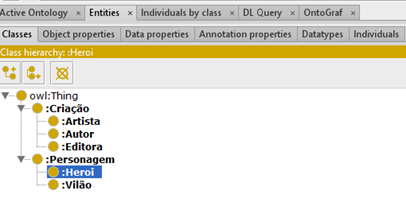 Active Ontology × Entities × Individuals by class × DL Query × OntoGraf ×
Classes Object properties Data properties Annotation properties Datatypes Individuals
Class hierarchy: :Heroi
owl:Thing
:Criação
:Artista
:Autor
:Editora
:Personagem
:Heroi
:Vilão